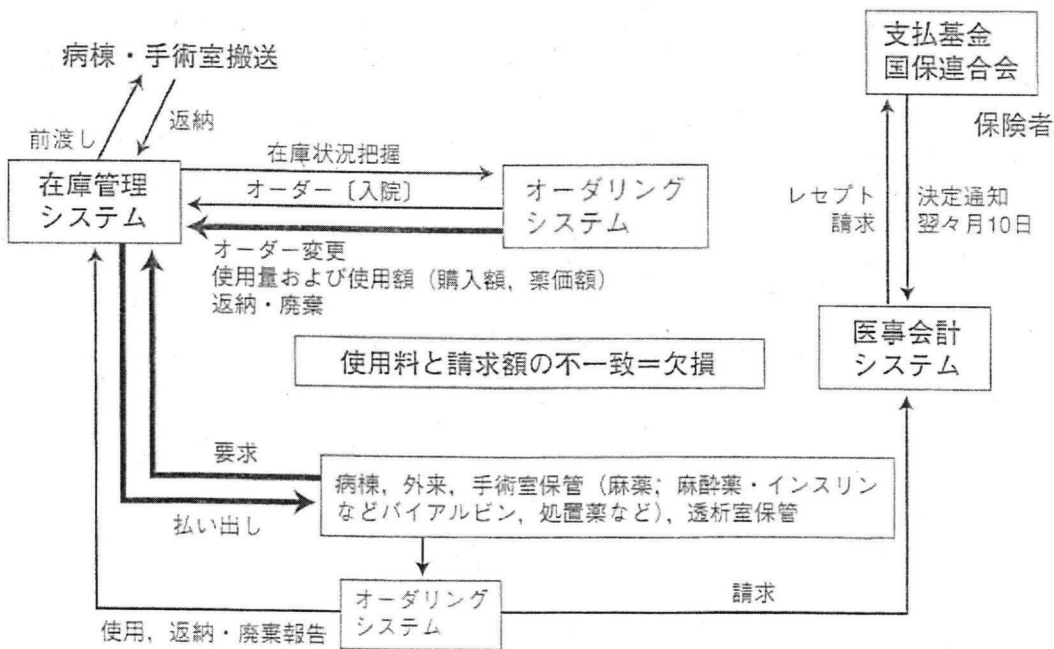 病棟・手術室搬送
前渡し
返納
在庫管理
システム
在庫状況把握
オーダー〔入院〕
オーダリング
システム
オーダー変更
使用量および使用額（購入額，薬価額）
返納・廃棄
支払基金
国保連合会
保険者
レセプト
請求
決定通知
翌々月10日
医事会計
システム
使用料と請求額の不一致＝欠損
要求
払い出し
病棟，外来，手術室保管（麻薬；麻酔薬・インスリン
などバイアルビン，処置薬など），透析室保管
オーダリング
システム
請求
使用，返納・廃棄報告